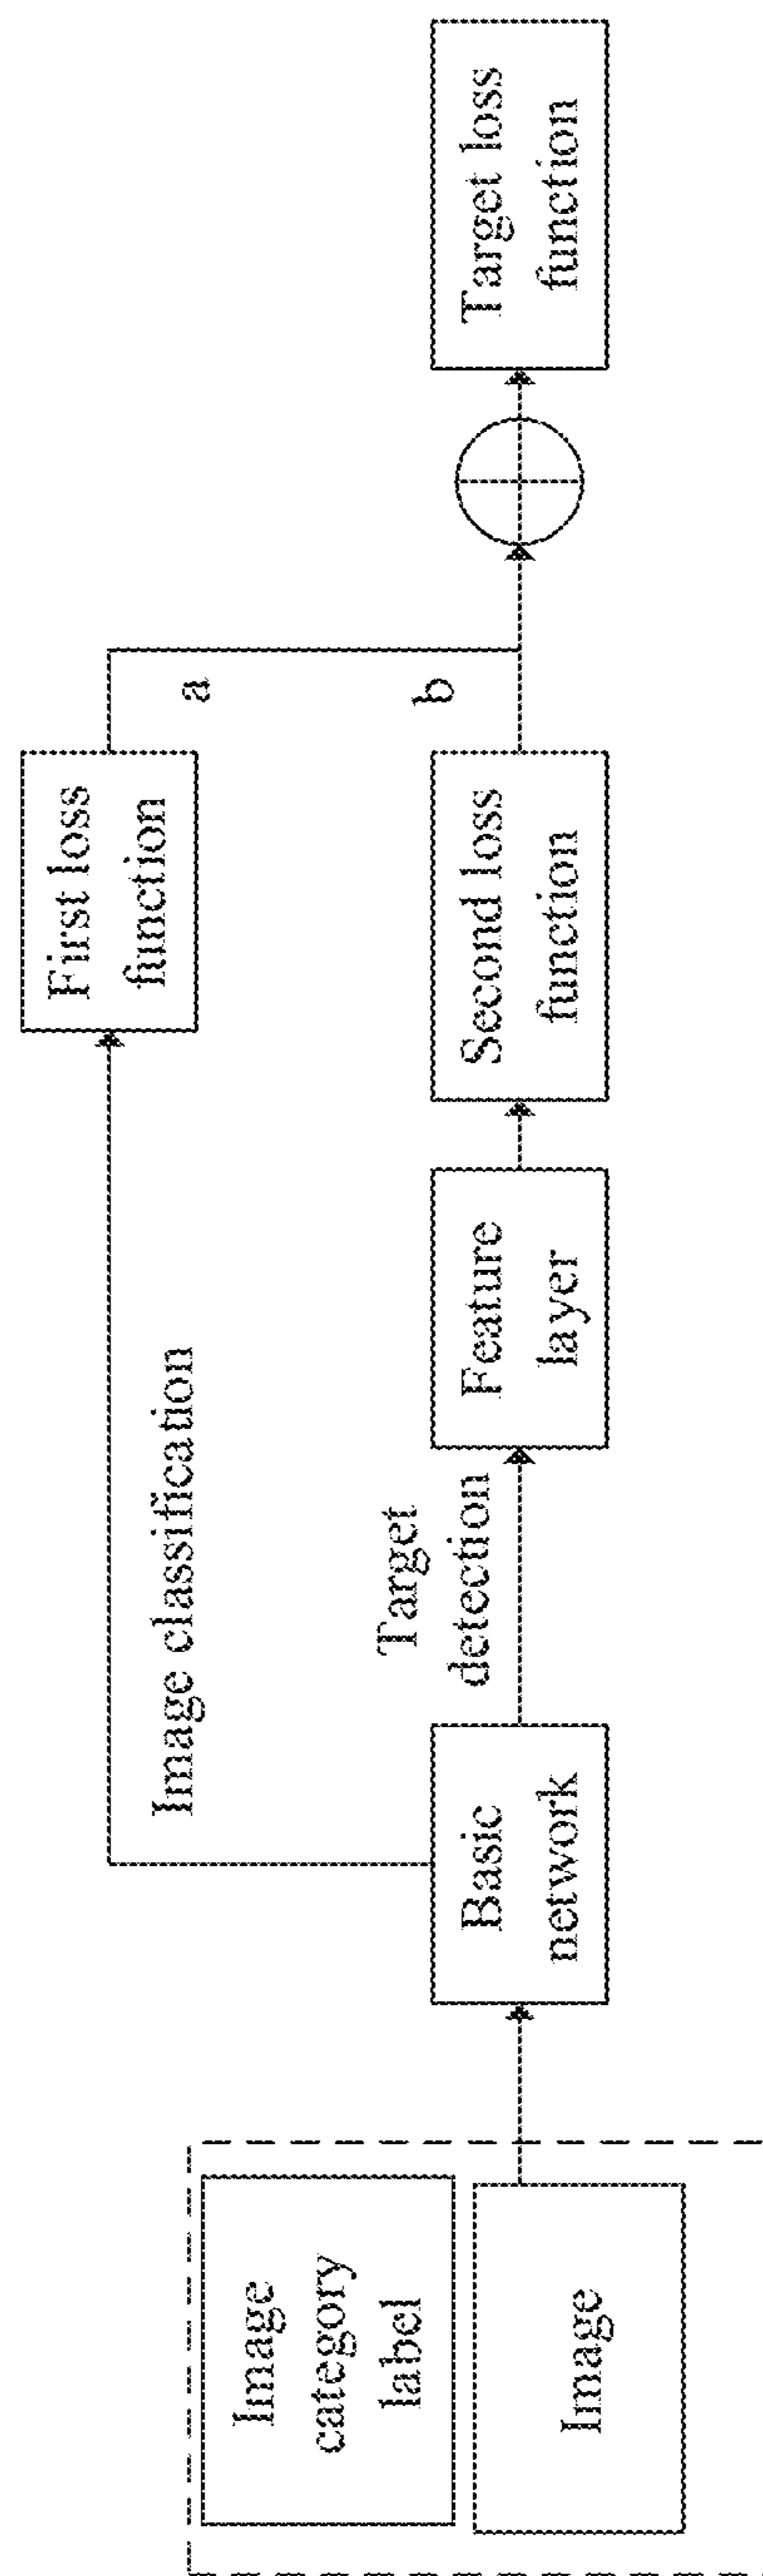 Image
category
label
Image
Basic
network
Image classification
Target
detection
Feature
layer
First loss
function
Second loss
function
a
b
Target loss
function